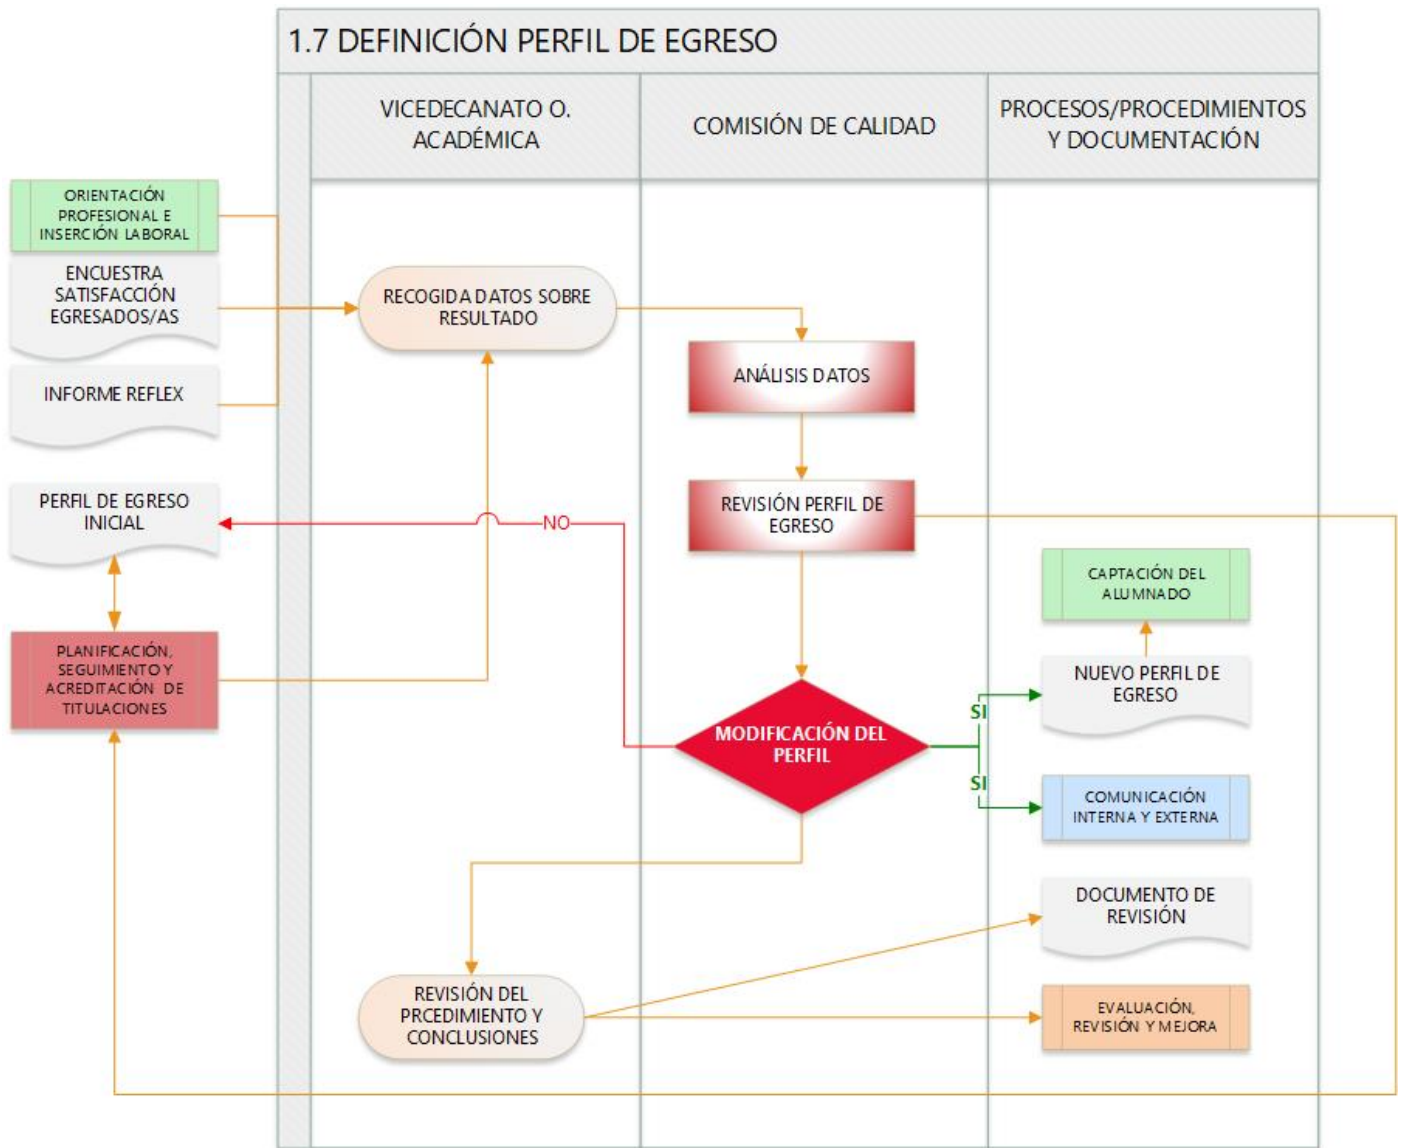 1.7 DEFINICIÓN PERFIL DE EGRESO
VICEDECANATO O.
ACADÉMICA
COMISIÓN DE CALIDAD
PROCESOS/PROCEDIMIENTOS
Y DOCUMENTACIÓN
ORIENTACIÓN
PROFESIONAL E
INSERCIÓN LABORAL
ENCUESTRA
SATISFACCIÓN
EGRESADOS/AS
INFORME REFLEX
PERFIL DE EGRESO
INICIAL
PLANIFICACIÓN,
SEGUIMIENTO Y
ACREDITACIÓN DE
TITULACIONES
RECOGIDA DATOS SOBRE
RESULTADO
ANÁLISIS DATOS
REVISIÓN PERFIL DE
EGRESO
NO
MODIFICACIÓN DEL
PERFIL
SI
SI
CAPTACIÓN DEL
ALUMNADO
NUEVO PERFIL DE
EGRESO
COMUNICACIÓN
INTERNA Y EXTERNA
DOCUMENTO DE
REVISIÓN
REVISIÓN DEL
PRCEDIMIENTO Y
CONCLUSIONES
EVALUACIÓN,
REVISIÓN Y MEJORA